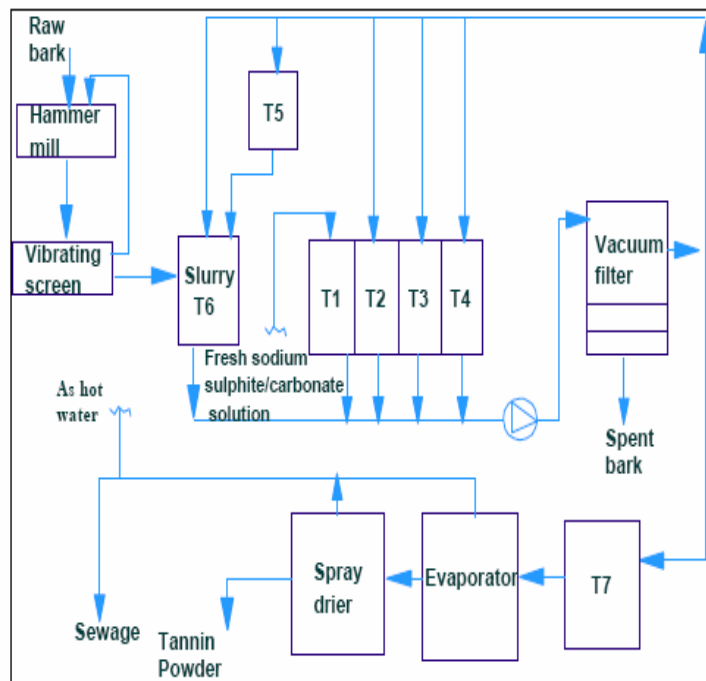 Raw
bark
Hammer
mill
Vibrating
screen
T5
Slurry
T6
T1
T2
T3
T4
Vacuum
filter
Fresh sodium
sulphite/carbonate
solution
As hot
water
Spent
bark
Spray
drier
Evaporator
T7
Sewage
Tannin
Powder